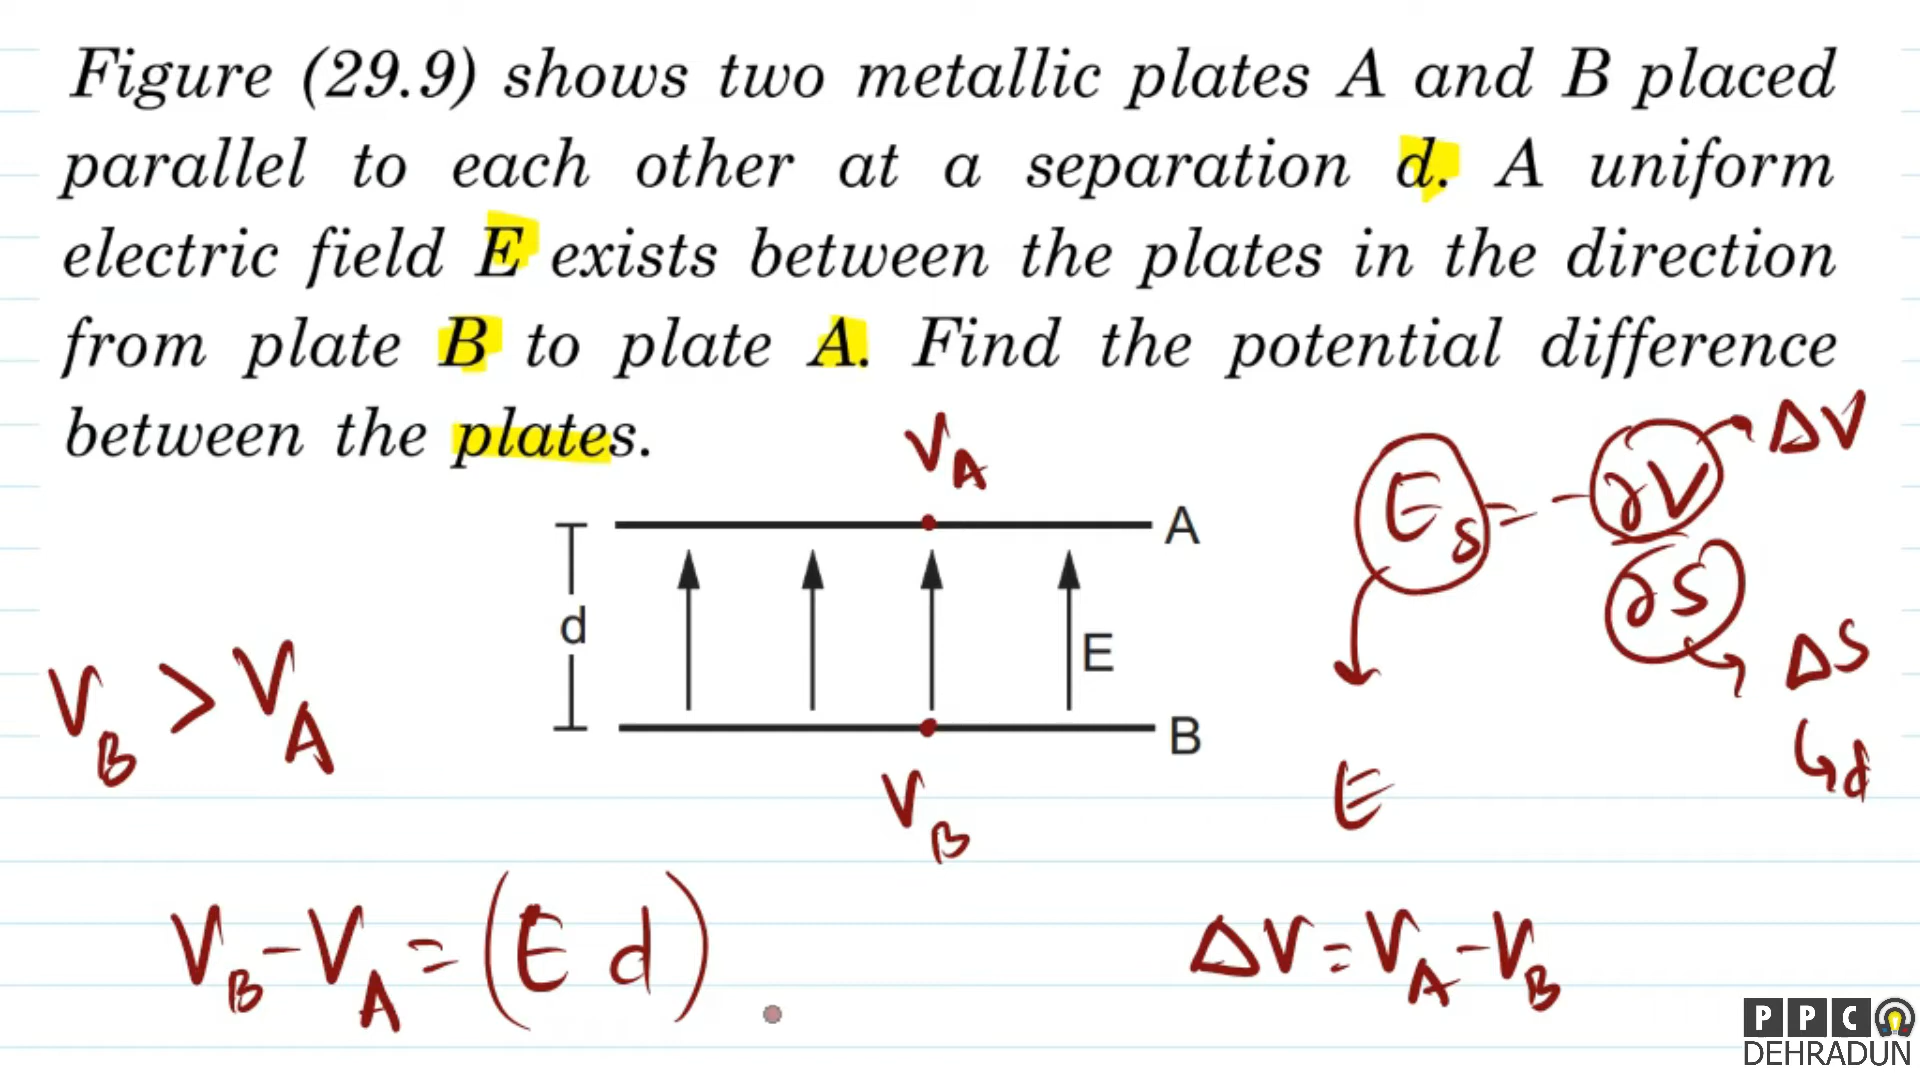 Figure (29.9) shows two metallic plates A and B placed
parallel to each other at a separation d. A uniform
electric field E exists between the plates in the direction
from plate B to plate A. Find the potential difference
between the plates.
V_A
A
d
E
B
V_B
V_B > V_A
E_s = -∂V/∂S
ΔV
ΔS
↳d
E
V_B - V_A = (E d)
ΔV = V_A - V_B
PPC
DEHRADUN